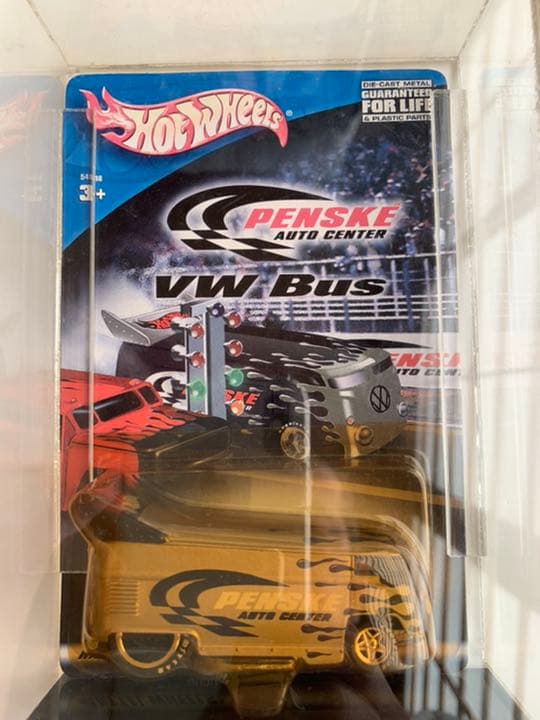 Hot Wheels
DIE-CAST METAL
GUARANTEED
FOR LIFE
& PLASTIC PARTS
3+
PENSKE
AUTO CENTER
VW Bus
PENSKE
AUTO CENTER